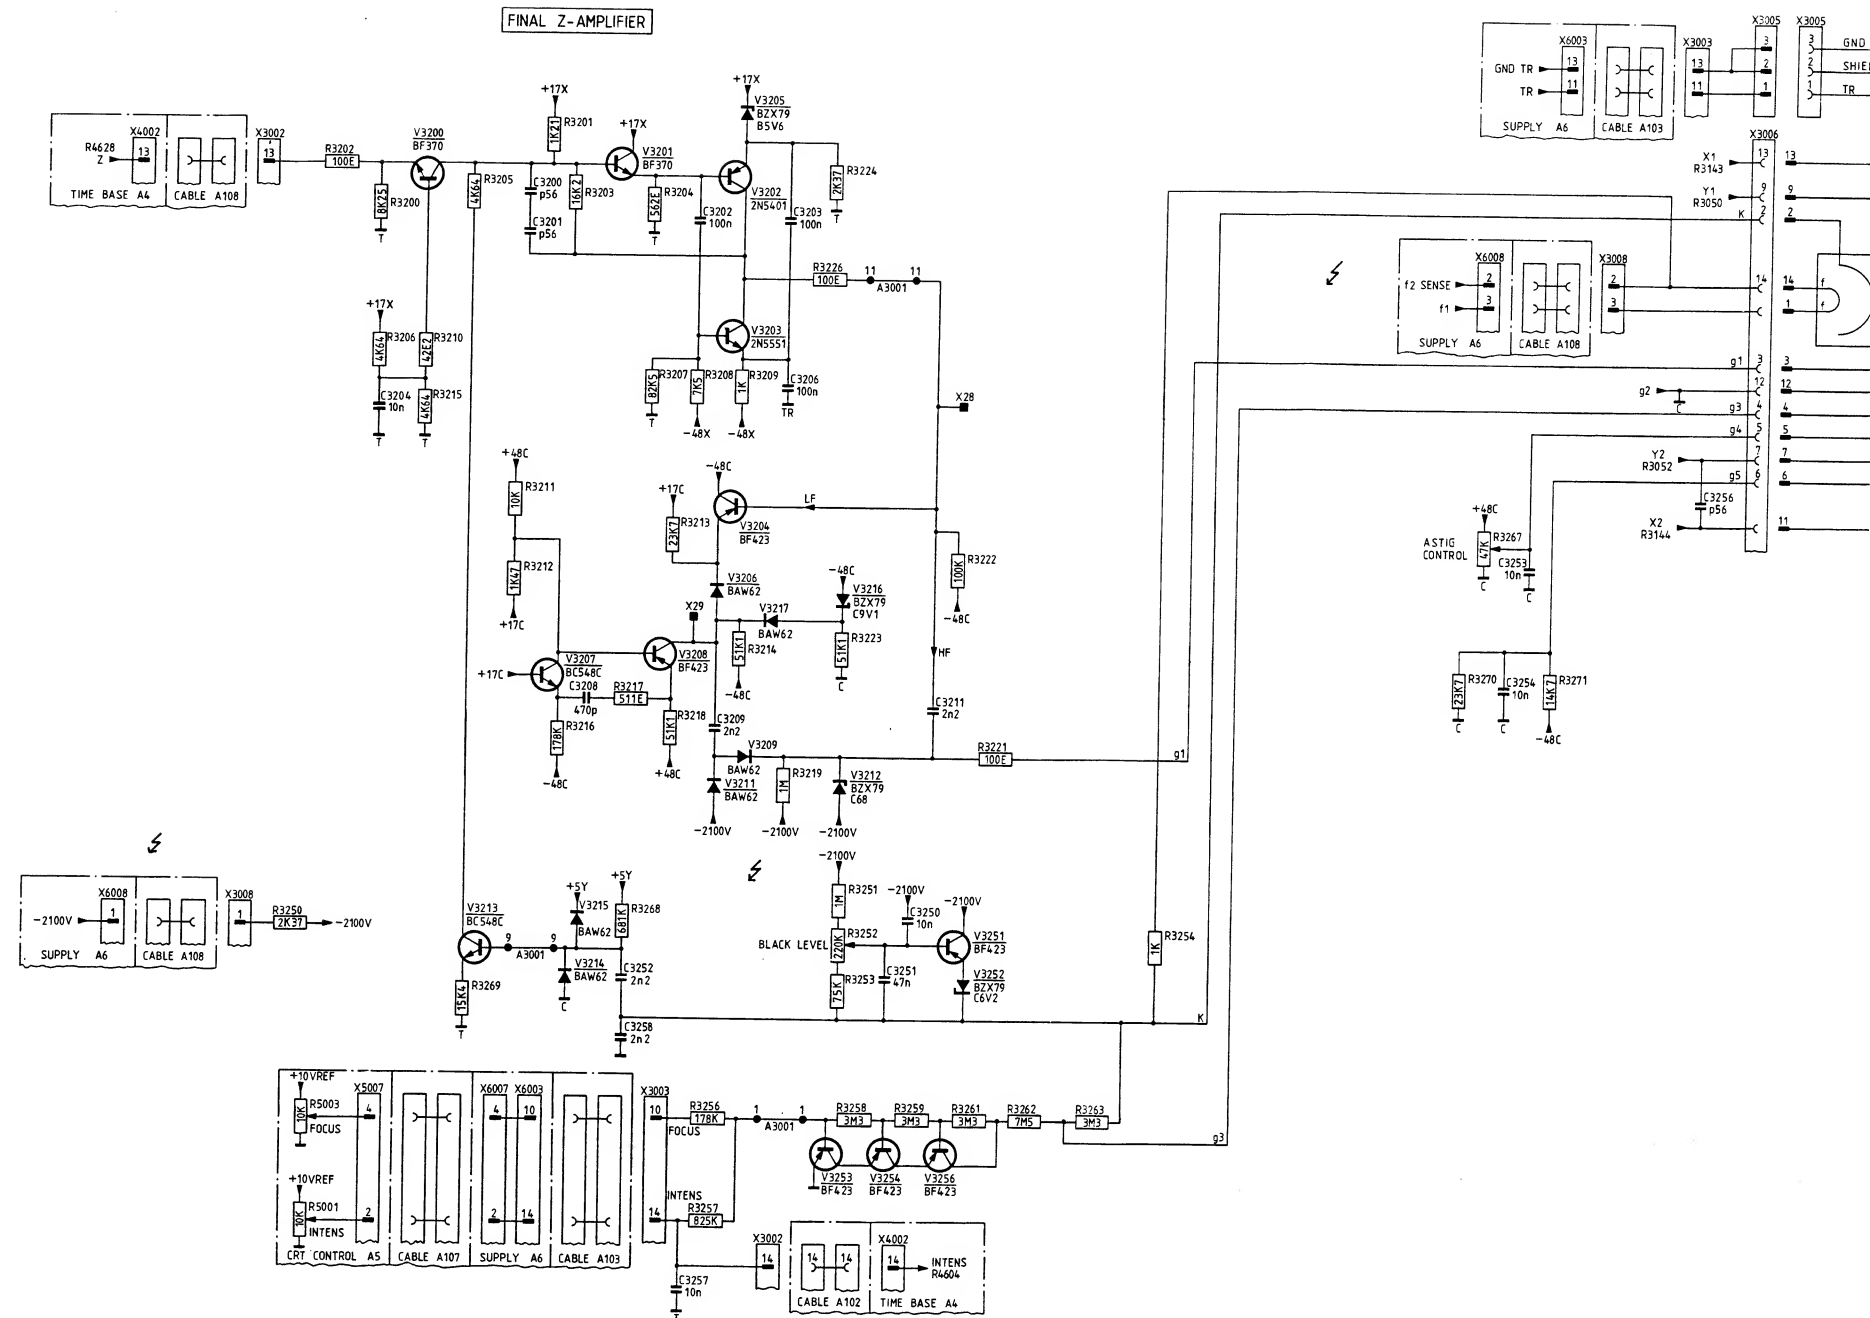 FINAL Z-AMPLIFIER
X4002
R4628
Z
13
TIME BASE A4
CABLE A108
X3002
13
R3202
100E
R3200
8K25
T
V3200
BF370
R3205
4K64
+17X
R3201
1K21
C3200
p56
C3201
p56
R3203
16K2
+17X
V3201
BF370
R3204
562E
T
C3202
100n
+17X
V3205
BZX79
B5V6
V3202
2N5401
C3203
100n
R3224
2K37
T
R3226
100E
11
11
A3001
+17X
R3206
4K64
R3210
42E2
C3204
10n
R3215
4K64
T
T
V3203
2N5551
R3207
82K5
R3208
7K5
R3209
1K
C3206
100n
T
-48X
-48X
TR
X28
+48C
R3211
10K
R3212
1K47
+17C
-48C
+17C
R3213
23K7
V3204
BF423
LF
R3222
100K
-48C
V3206
BAW62
X29
V3217
BAW62
-48C
V3216
BZX79
C9V1
R3214
51K1
-48C
R3223
51K1
C
HF
+17C
V3207
BC548C
V3208
BF423
C3208
470p
R3217
511E
R3216
178K
-48C
R3218
51K1
+48C
C3209
2n2
C3211
2n2
V3209
BAW62
V3211
BAW62
R3219
1M
V3212
BZX79
C68
R3221
100E
g1
-2100V
-2100V
-2100V
X6008
-2100V
1
SUPPLY A6
CABLE A108
X3008
1
R3250
2K37
-2100V
V3213
BC548C
9
9
A3001
R3269
15K4
T
+5Y
V3215
BAW62
+5Y
R3268
681K
V3214
BAW62
C
C3252
2n2
C3258
2n2
-2100V
R3251
1M
BLACK LEVEL
R3252
220K
R3253
75K
-2100V
C3250
10n
C3251
47n
-2100V
V3251
BF423
V3252
BZX79
C6V2
R3254
1K
K
+10VREF
R5003
10K
FOCUS
X5007
4
+10VREF
R5001
10K
INTENS
2
CRT CONTROL A5
CABLE A107
X6007
X6003
4
10
2
14
SUPPLY A6
CABLE A103
X3003
10
FOCUS
R3256
178K
1
1
A3001
R3258
3M3
R3259
3M3
R3261
3M3
R3262
7M5
R3263
3M3
g3
V3253
BF423
V3254
BF423
V3256
BF423
INTENS
14
R3257
825K
C3257
10n
T
X3002
14
14
14
CABLE A102
X4002
14
INTENS
R4604
TIME BASE A4
X6003
GND TR
13
TR
11
SUPPLY A6
CABLE A103
X3003
13
11
X3005
3
2
1
X3005
3
GND
2
SHIE
1
TR
X3006
X1
R3143
13
13
Y1
R3050
9
9
K
2
2
X6008
f2 SENSE
2
f1
3
SUPPLY A6
CABLE A108
X3008
2
3
14
14
f
1
f
g1
3
3
g2
C
12
12
g3
4
4
g4
5
5
Y2
R3052
7
7
g5
6
6
C3256
p56
X2
R3144
11
ASTIG
CONTROL
+48C
R3267
47K
C
C3253
10n
C
R3270
23K7
C
C3254
10n
C
R3271
14K7
-48C